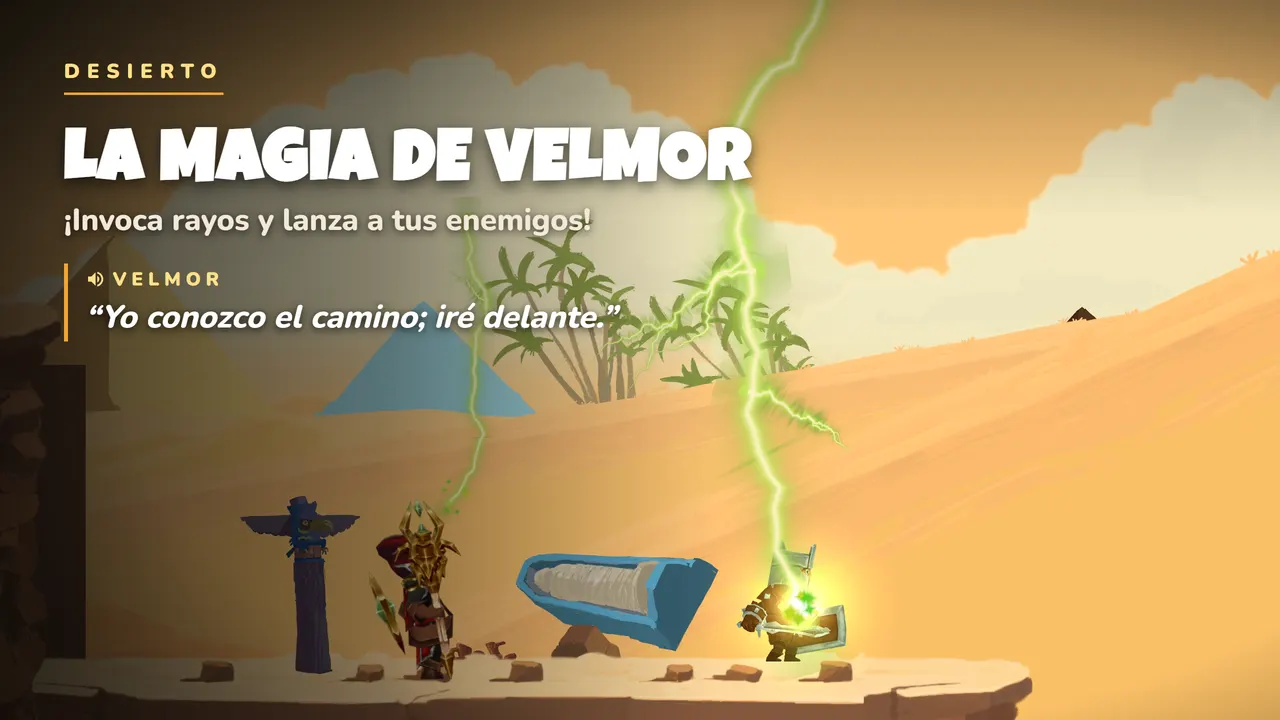 DESIERTO
LA MAGIA DE VELMOR
¡Invoca rayos y lanza a tus enemigos!
VELMOR
“Yo conozco el camino; iré delante.”